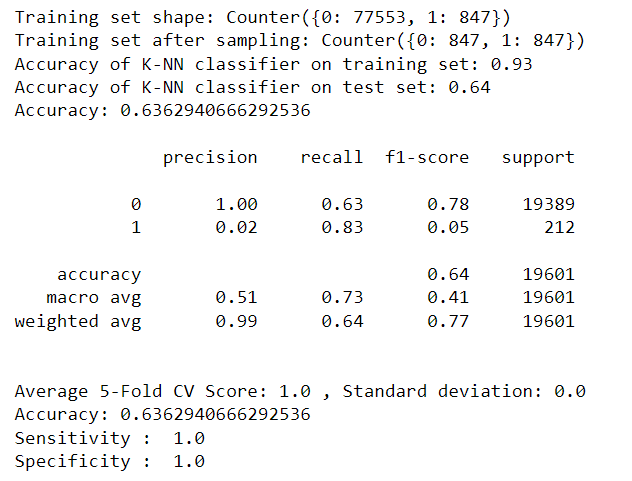 Training set shape: Counter({0: 77553, 1: 847})
Training set after sampling: Counter({0: 847, 1: 847})
Accuracy of K-NN classifier on training set: 0.93
Accuracy of K-NN classifier on test set: 0.64
Accuracy: 0.6362940666292536
precision recall f1-score support
0 1.00 0.63 0.78 19389
1 0.02 0.83 0.05 212
accuracy 0.64 19601
macro avg 0.51 0.73 0.41 19601
weighted avg 0.99 0.64 0.77 19601
Average 5-Fold CV Score: 1.0 , Standard deviation: 0.0
Accuracy: 0.6362940666292536
Sensitivity : 1.0
Specificity : 1.0